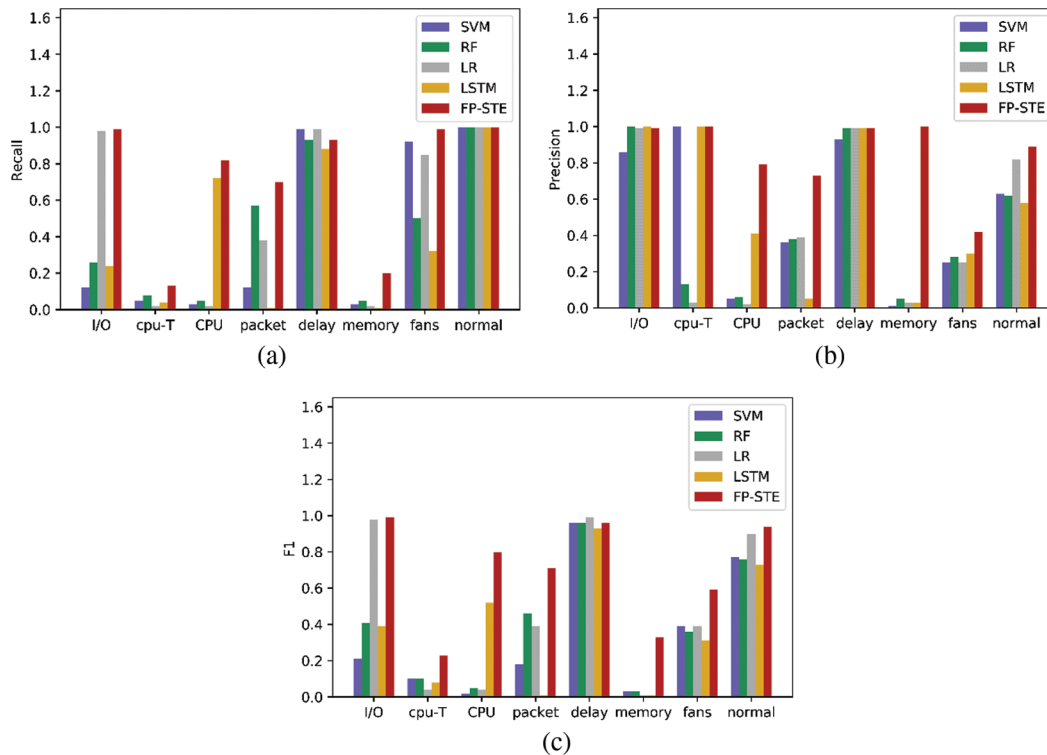 1.6
1.4
1.2
1.0
0.8
0.6
0.4
0.2
0.0
Recall
SVM
RF
LR
LSTM
FP-STE
I/O cpu-T CPU packet delay memory fans normal
(a)
1.6
1.4
1.2
1.0
0.8
0.6
0.4
0.2
0.0
Precision
SVM
RF
LR
LSTM
FP-STE
I/O cpu-T CPU packet delay memory fans normal
(b)
1.6
1.4
1.2
1.0
0.8
0.6
0.4
0.2
0.0
F1
SVM
RF
LR
LSTM
FP-STE
I/O cpu-T CPU packet delay memory fans normal
(c)